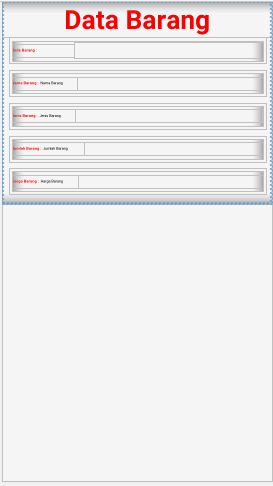 Data Barang
Kode Barang :
Nama Barang : Nama Barang
Jenis Barang : Jenis Barang
Jumlah Barang : Jumlah Barang
Harga Barang : Harga Barang